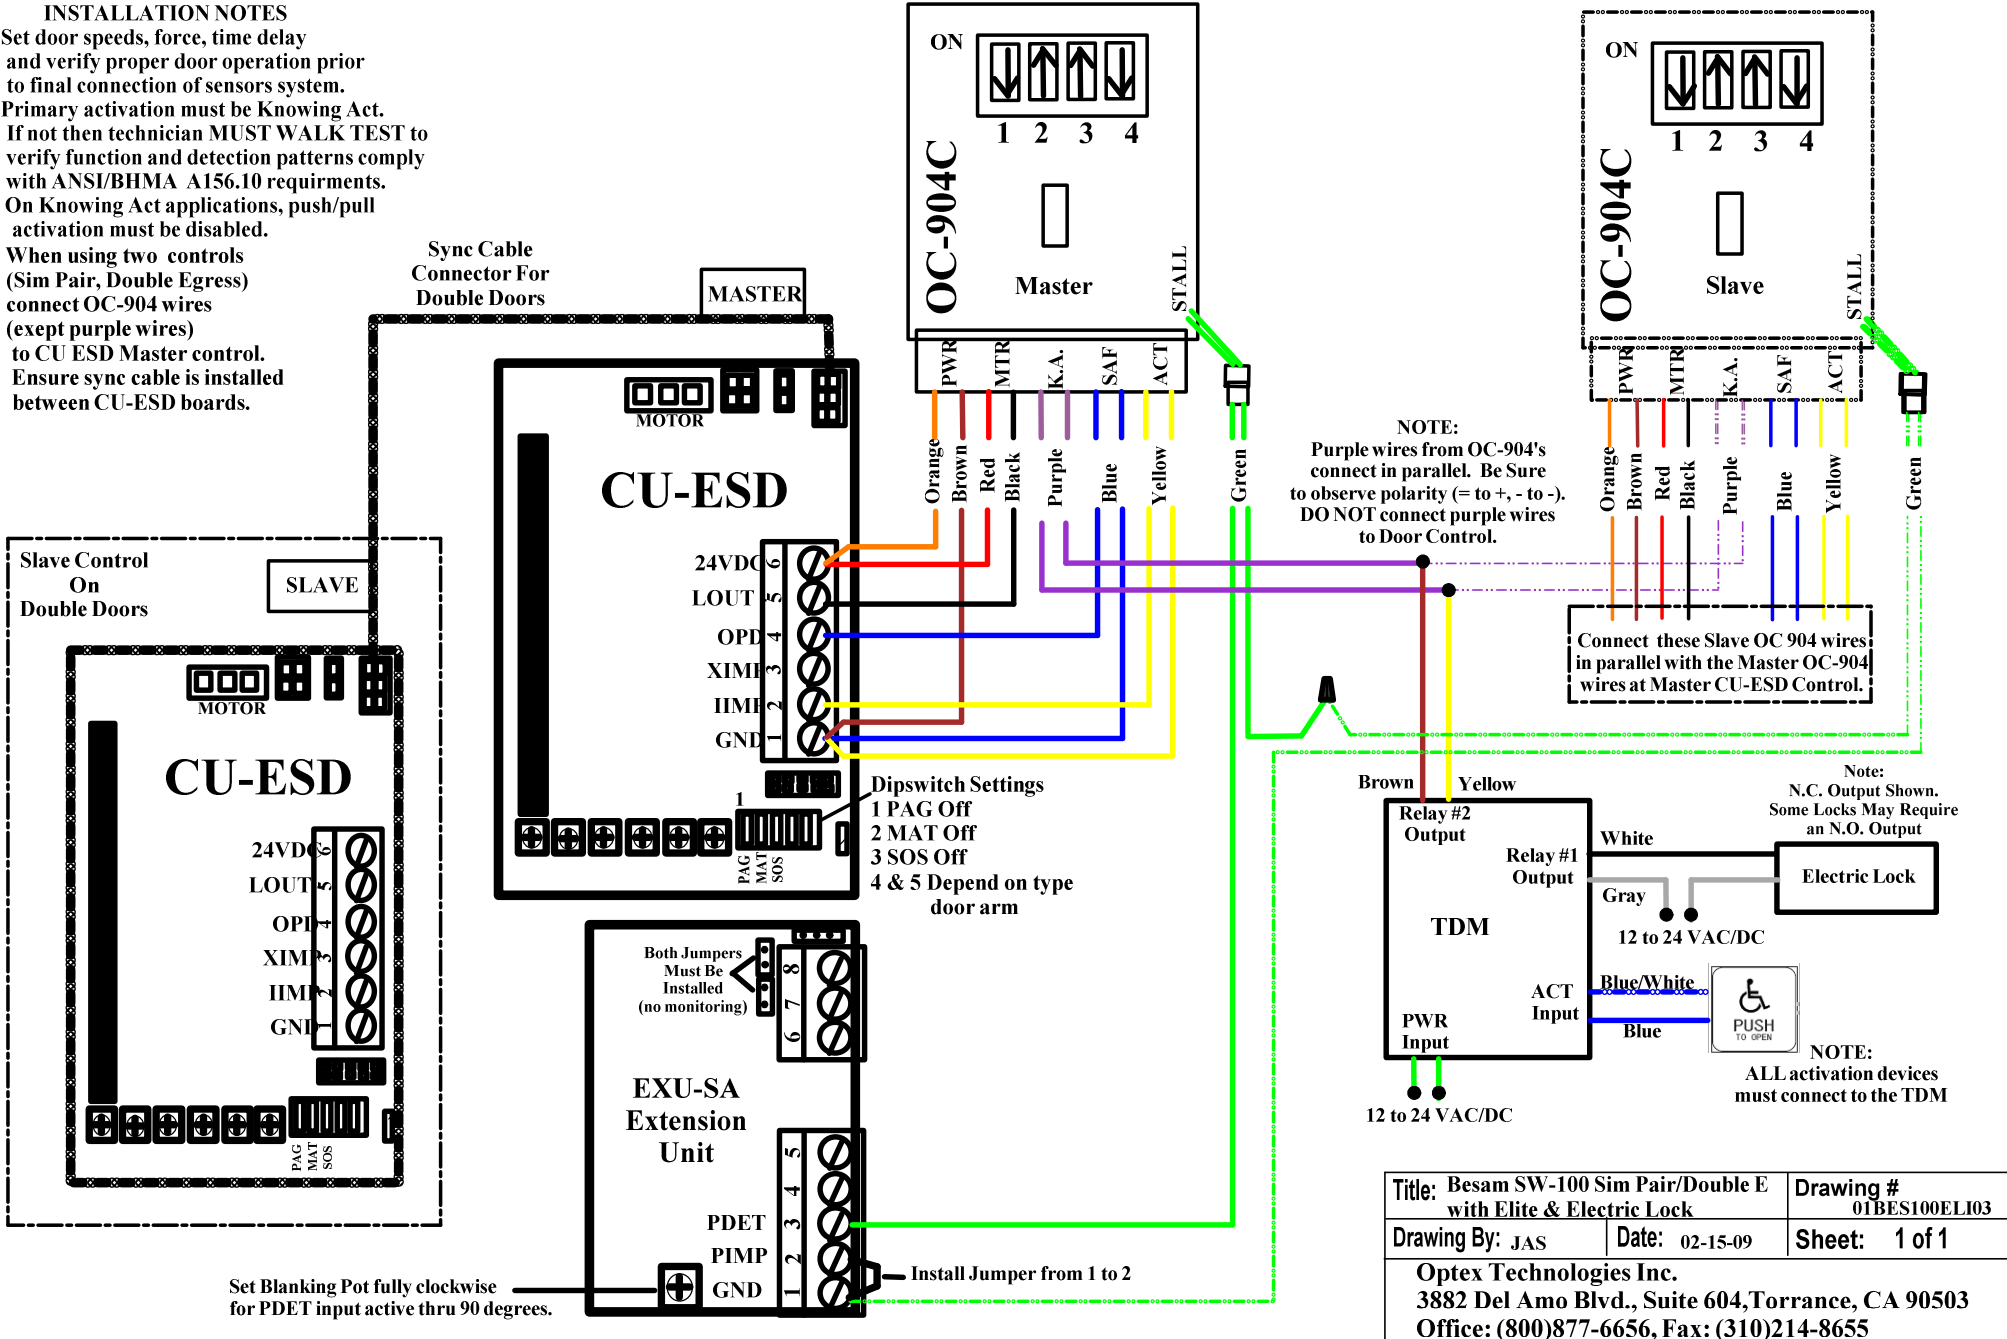 INSTALLATION NOTES
Set door speeds, force, time delay
and verify proper door operation prior
to final connection of sensors system.
Primary activation must be Knowing Act.
If not then technician MUST WALK TEST to
verify function and detection patterns comply
with ANSI/BHMA A156.10 requirments.
On Knowing Act applications, push/pull
activation must be disabled.
When using two controls
(Sim Pair, Double Egress)
connect OC-904 wires
(exept purple wires)
to CU ESD Master control.
Ensure sync cable is installed
between CU-ESD boards.
Sync Cable
Connector For
Double Doors
MASTER
Slave Control
On
Double Doors
SLAVE
MOTOR
CU-ESD
24VDC 6
LOUT 5
OPD 4
XIMP 3
IIMP 2
GND 1
PAG
MAT
SOS
MOTOR
CU-ESD
24VDC 6
LOUT 5
OPD 4
XIMP 3
IIMP 2
GND 1
1
PAG
MAT
SOS
Dipswitch Settings
1 PAG Off
2 MAT Off
3 SOS Off
4 & 5 Depend on type
door arm
ON
1 2 3 4
OC-904C
Master
STALL
PWR
MTR
K.A.
SAF
ACT
Orange
Brown
Red
Black
Purple
Blue
Yellow
Green
ON
1 2 3 4
OC-904C
Slave
STALL
PWR
MTR
K.A.
SAF
ACT
Orange
Brown
Red
Black
Purple
Blue
Yellow
Green
NOTE:
Purple wires from OC-904's
connect in parallel. Be Sure
to observe polarity (= to +, - to -).
DO NOT connect purple wires
to Door Control.
Connect these Slave OC 904 wires
in parallel with the Master OC-904
wires at Master CU-ESD Control.
Both Jumpers
Must Be
Installed
(no monitoring)
8
7
6
EXU-SA
Extension
Unit
5
4
PDET 3
PIMP 2
GND 1
Install Jumper from 1 to 2
Set Blanking Pot fully clockwise
for PDET input active thru 90 degrees.
Brown
Yellow
Relay #2
Output
White
Relay #1
Output
Gray
TDM
12 to 24 VAC/DC
Note:
N.C. Output Shown.
Some Locks May Require
an N.O. Output
Electric Lock
Blue/White
ACT
Input
Blue
PUSH
TO OPEN
PWR
Input
12 to 24 VAC/DC
NOTE:
ALL activation devices
must connect to the TDM
Title: Besam SW-100 Sim Pair/Double E
with Elite & Electric Lock
Drawing #
01BES100ELI03
Drawing By: JAS
Date: 02-15-09
Sheet: 1 of 1
Optex Technologies Inc.
3882 Del Amo Blvd., Suite 604,Torrance, CA 90503
Office: (800)877-6656, Fax: (310)214-8655